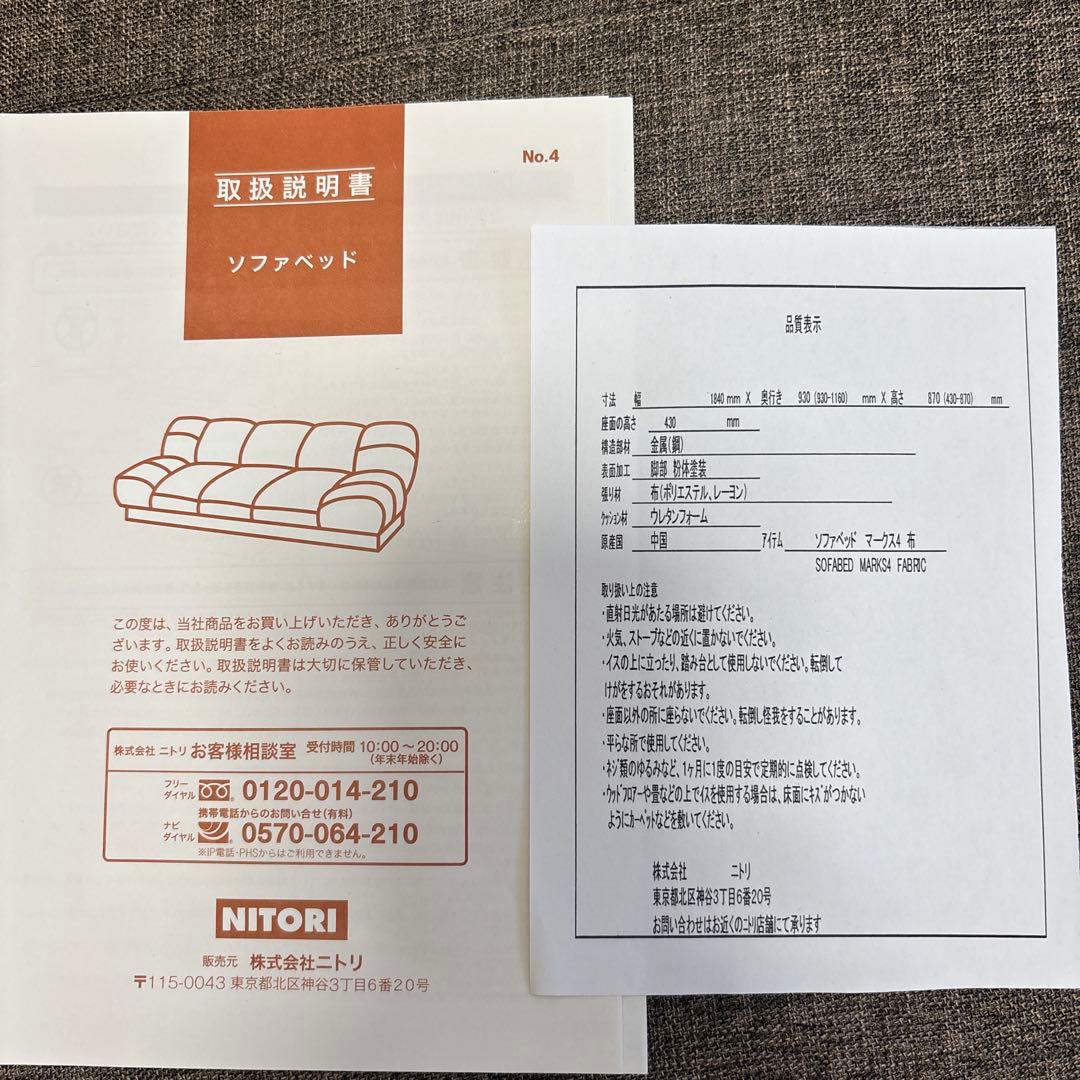 No.4
取扱説明書
ソファベッド
この度は、当社商品をお買い上げいただき、ありがとうご
ざいます。取扱説明書をよくお読みのうえ、正しく安全に
お使いください。取扱説明書は大切に保管していただき、
必要なときにお読みください。
株式会社 ニトリ お客様相談室 受付時間 10:00～20:00
(年末年始除く)
フリーダイヤル 0120-014-210
携帯電話からのお問い合せ(有料)
ナビダイヤル 0570-064-210
※IP電話・PHSからはご利用できません。
NITORI
販売元 株式会社ニトリ
〒115-0043 東京都北区神谷3丁目6番20号
品質表示
寸法 幅 1840 mm X 奥行き 930 (930-1160) mm X 高さ 870 (430-870) mm
座面の高さ 430 mm
構造部材 金属(鋼)
表面加工 脚部 粉体塗装
張り材 布(ポリエステル、レーヨン)
クッション材 ウレタンフォーム
原産国 中国 アイテム ソファベッド マークス4 布
SOFABED MARKS4 FABRIC
取り扱い上の注意
・直射日光があたる場所は避けてください。
・火気、ストーブなどの近くに置かないでください。
・イスの上に立ったり、踏み台として使用しないでください。転倒して
けがをするおそれがあります。
・座面以外の所に座らないでください。転倒し怪我をすることがあります。
・平らな所で使用してください。
・ネジ類のゆるみなど、1ヶ月に1度の目安で定期的に点検してください。
・ウッドフロアーや畳などの上でイスを使用する場合は、床面にキズがつかない
ようにカーペットなどを敷いてください。
株式会社 ニトリ
東京都北区神谷3丁目6番20号
お問い合わせはお近くのニトリ店舗にて承ります